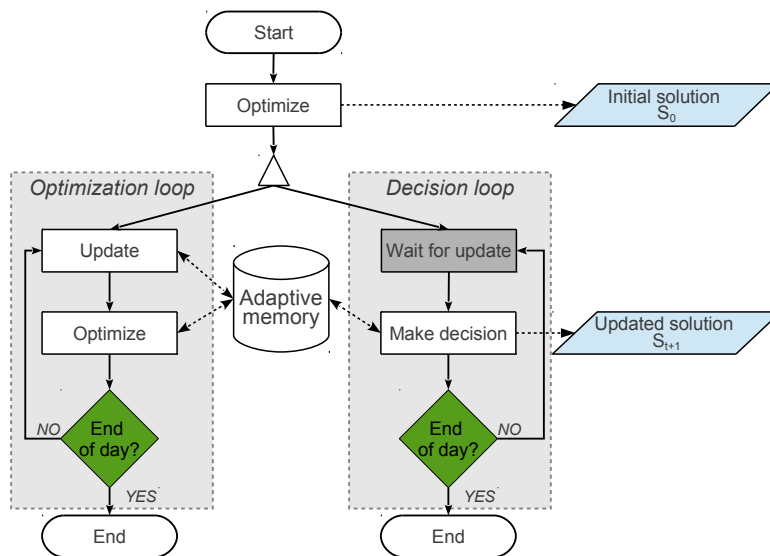 Start
Optimize
Initial solution
S0
Optimization loop
Decision loop
Update
Wait for update
Adaptive
memory
Optimize
Make decision
Updated solution
St+1
End
of day?
NO
YES
End
of day?
NO
YES
End
End